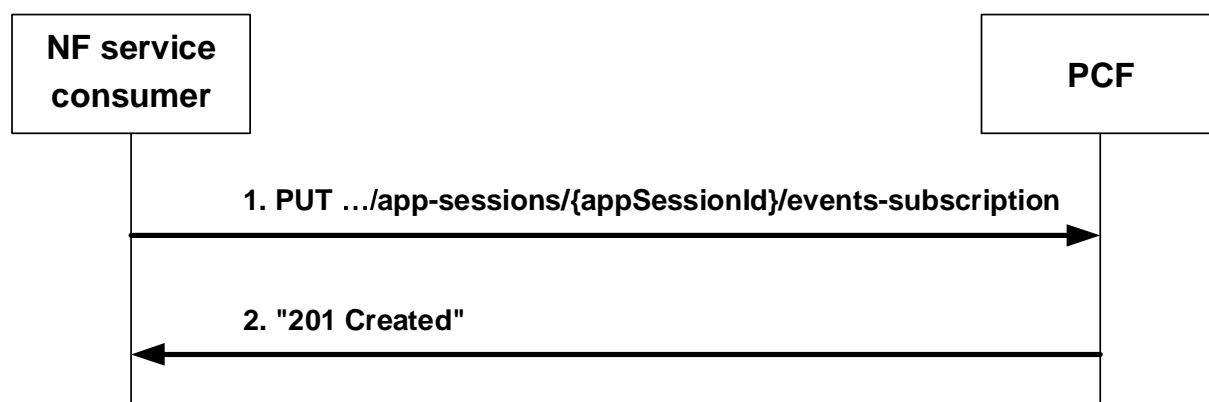 NF service
consumer
PCF
1. PUT …/app-sessions/{appSessionId}/events-subscription
2. "201 Created"